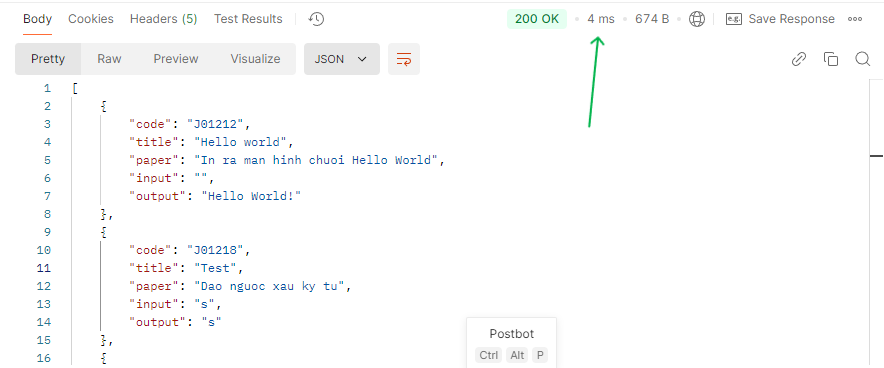 Body Cookies Headers (5) Test Results 200 OK 4 ms 674 B e.g. Save Response
Pretty Raw Preview Visualize JSON
1 [
2 {
3 "code": "J01212",
4 "title": "Hello world",
5 "paper": "In ra man hinh chuoi Hello World",
6 "input": "",
7 "output": "Hello World!"
8 },
9 {
10 "code": "J01218",
11 "title": "Test",
12 "paper": "Dao nguoc xau ky tu",
13 "input": "s",
14 "output": "s"
15 },
16 {
Postbot
Ctrl Alt P